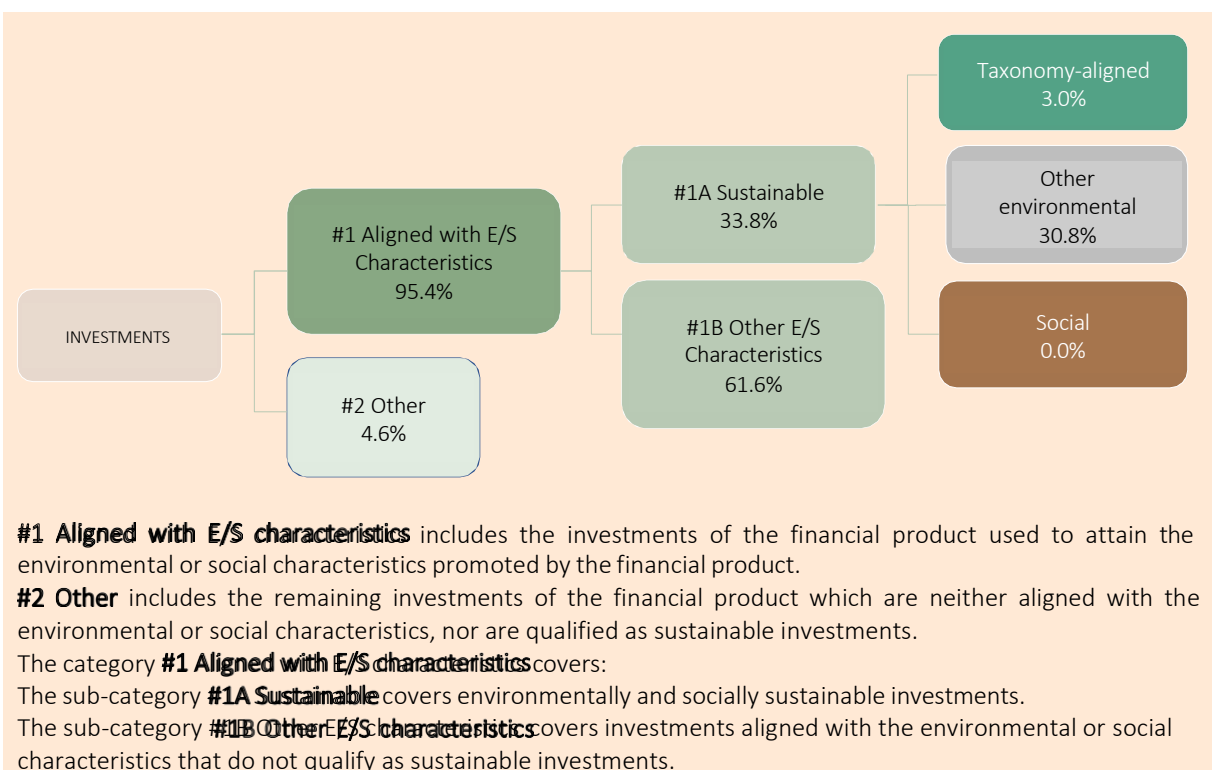 Taxonomy-aligned
3.0%
Other
environmental
30.8%
#1A Sustainable
33.8%
#1 Aligned with E/S
Characteristics
95.4%
Social
0.0%
#1B Other E/S
Characteristics
61.6%
INVESTMENTS
#2 Other
4.6%
#1 Aligned with E/S characteristics includes the investments of the financial product used to attain the
environmental or social characteristics promoted by the financial product.
#2 Other includes the remaining investments of the financial product which are neither aligned with the
environmental or social characteristics, nor are qualified as sustainable investments.
The category #1 Aligned with E/S characteristics covers:
The sub-category #1A Sustainable covers environmentally and socially sustainable investments.
The sub-category #1B Other E/S characteristics covers investments aligned with the environmental or social
characteristics that do not qualify as sustainable investments.